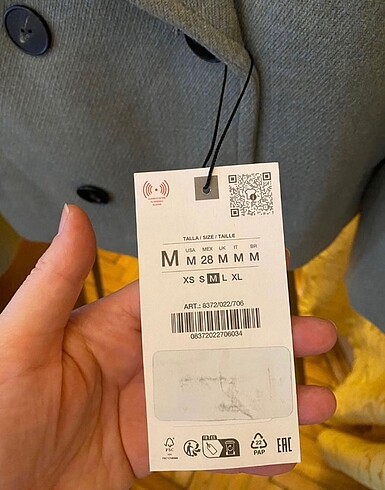 TALLA / SIZE / TAILLE
USA MEX UK IT BR
M M 28 M M M
XS S M L XL
ART.: 8372/022/706
08372022706034
FSC
22
PAP
EAC